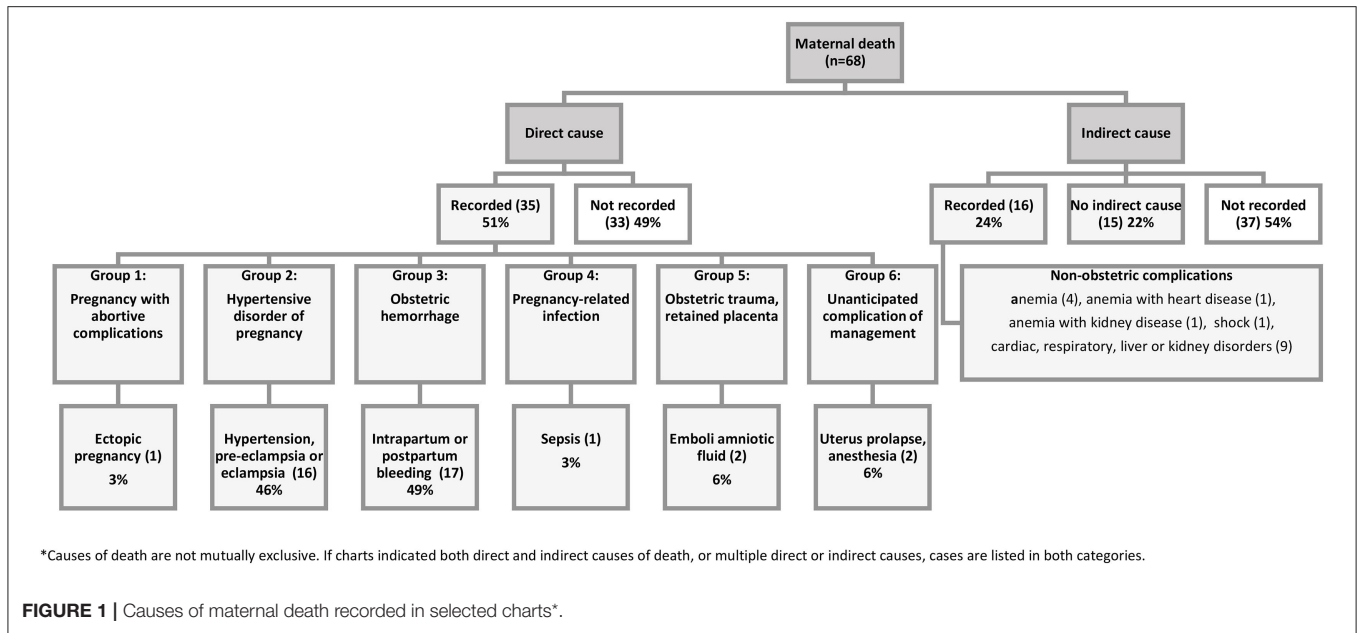 Maternal death
(n=68)
Direct cause
Indirect cause
Recorded (35)
51%
Not recorded
(33) 49%
Recorded (16)
24%
No indirect cause
(15) 22%
Not recorded
(37) 54%
Group 1:
Pregnancy with
abortive
complications
Group 2:
Hypertensive
disorder of
pregnancy
Group 3:
Obstetric
hemorrhage
Group 4:
Pregnancy-related
infection
Group 5:
Obstetric trauma,
retained placenta
Group 6:
Unanticipated
complication of
management
Non-obstetric complications
anemia (4), anemia with heart disease (1),
anemia with kidney disease (1), shock (1),
cardiac, respiratory, liver or kidney disorders (9)
Ectopic
pregnancy (1)
3%
Hypertension,
pre-eclampsia or
eclampsia (16)
46%
Intrapartum or
postpartum
bleeding (17)
49%
Sepsis (1)
3%
Emboli amniotic
fluid (2)
6%
Uterus prolapse,
anesthesia (2)
6%
*Causes of death are not mutually exclusive. If charts indicated both direct and indirect causes of death, or multiple direct or indirect causes, cases are listed in both categories.
FIGURE 1 | Causes of maternal death recorded in selected charts*.